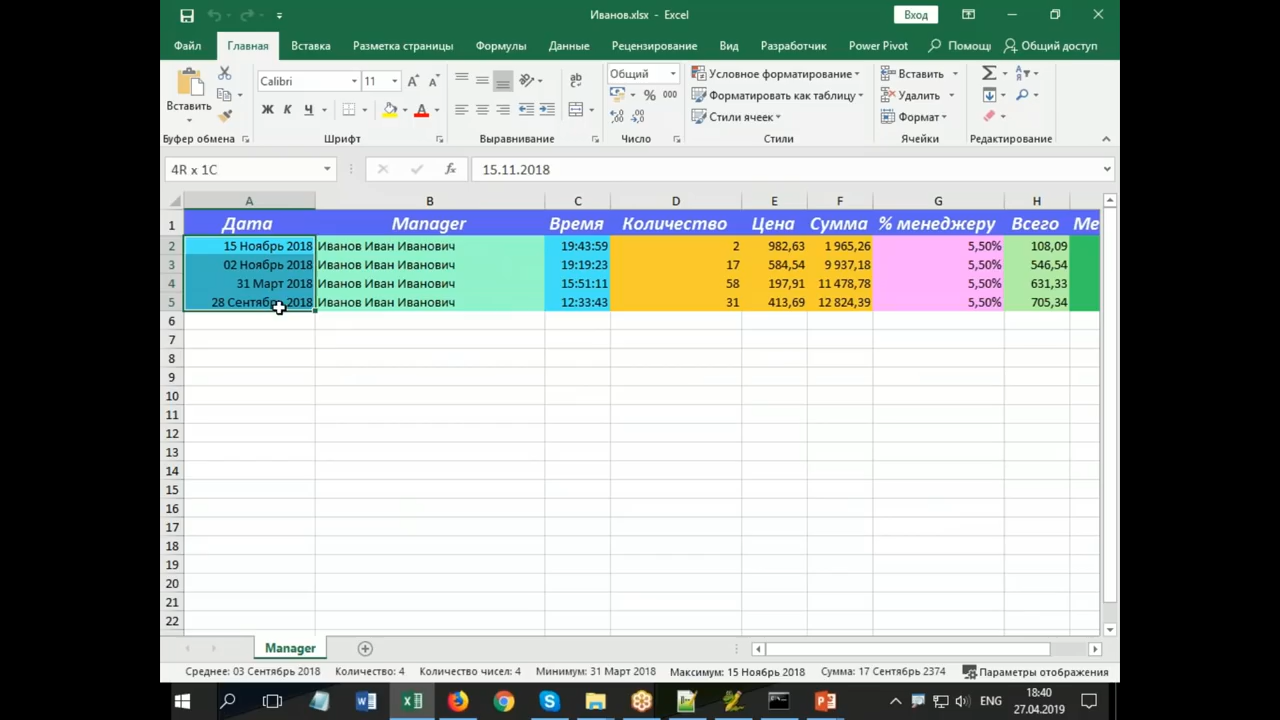 Иванов.xlsx - Excel
Вход
Файл Главная Вставка Разметка страницы Формулы Данные Рецензирование Вид Разработчик Power Pivot Помощı Общий доступ
Вставить
Calibri 11
Ж К Ч
Общий
% 000
Условное форматирование
Форматировать как таблицу
Стили ячеек
Вставить
Удалить
Формат
Буфер обмена Шрифт Выравнивание Число Стили Ячейки Редактирование
4R x 1C fx 15.11.2018
A B C D E F G H
1 Дата Manager Время Количество Цена Сумма % менеджеру Всего Ме
2 15 Ноябрь 2018 Иванов Иван Иванович 19:43:59 2 982,63 1 965,26 5,50% 108,09
3 02 Ноябрь 2018 Иванов Иван Иванович 19:19:23 17 584,54 9 937,18 5,50% 546,54
4 31 Март 2018 Иванов Иван Иванович 15:51:11 58 197,91 11 478,78 5,50% 631,33
5 28 Сентябрь 2018 Иванов Иван Иванович 12:33:43 31 413,69 12 824,39 5,50% 705,34
6
7
8
9
10
11
12
13
14
15
16
17
18
19
20
21
22
Manager
Среднее: 03 Сентябрь 2018 Количество: 4 Количество чисел: 4 Минимум: 31 Март 2018 Максимум: 15 Ноябрь 2018 Сумма: 17 Сентябрь 2374 Параметры отображения
ENG
18:40
27.04.2019